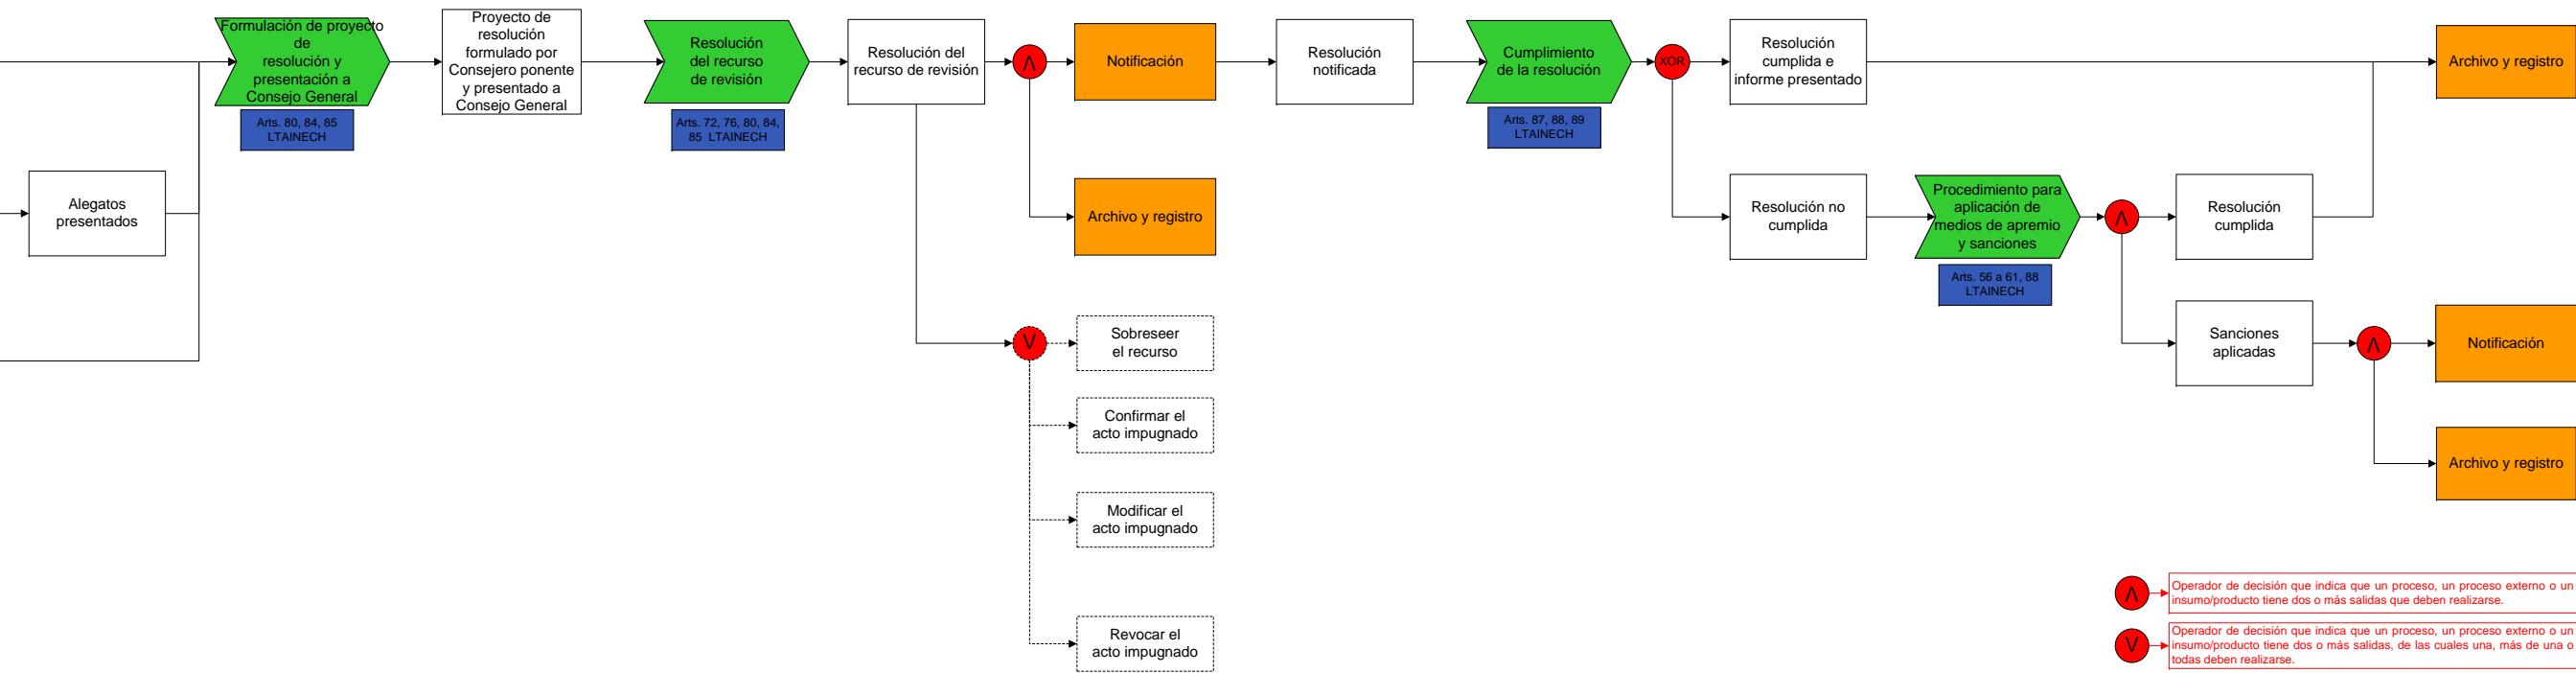 Formulación de proyecto
de
resolución y
presentación a
Consejo General
Arts. 80, 84, 85
LTAINECH
Proyecto de
resolución
formulado por
Consejero ponente
y presentado a
Consejo General
Resolución
del recurso
de revisión
Arts. 72, 76, 80, 84,
85 LTAINECH
Resolución del
recurso de revisión
Λ
Notificación
Resolución
notificada
Cumplimiento
de la resolución
Arts. 87, 88, 89
LTAINECH
XOR
Resolución
cumplida e
informe presentado
Archivo y registro
Alegatos
presentados
Archivo y registro
Resolución no
cumplida
Procedimiento para
aplicación de
medios de apremio
y sanciones
Arts. 56 a 61, 88
LTAINECH
Λ
Resolución
cumplida
V
Sobreseer
el recurso
Sanciones
aplicadas
Λ
Notificación
Confirmar el
acto impugnado
Archivo y registro
Modificar el
acto impugnado
Revocar el
acto impugnado
Λ
Operador de decisión que indica que un proceso, un proceso externo o un
insumo/producto tiene dos o más salidas que deben realizarse.
V
Operador de decisión que indica que un proceso, un proceso externo o un
insumo/producto tiene dos o más salidas, de las cuales una, más de una o
todas deben realizarse.